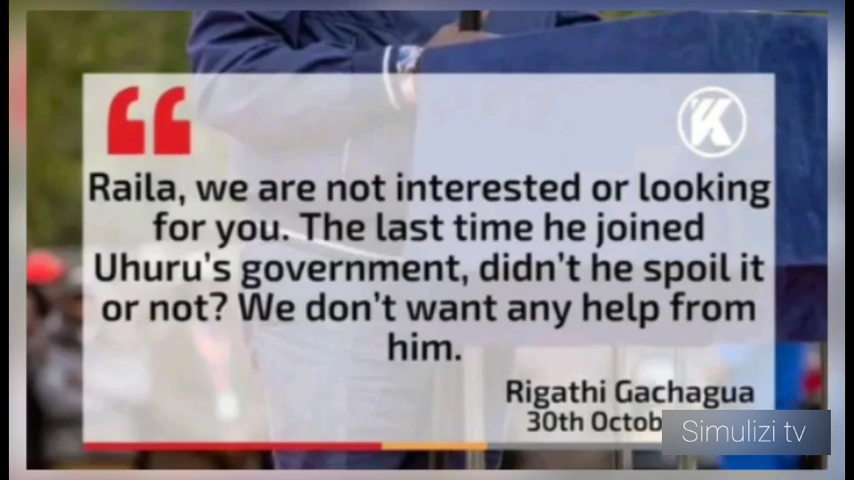 Raila, we are not interested or looking
for you. The last time he joined
Uhuru's government, didn't he spoil it
or not? We don't want any help from
him.
Rigathi Gachagua
30th
Simulizi tv